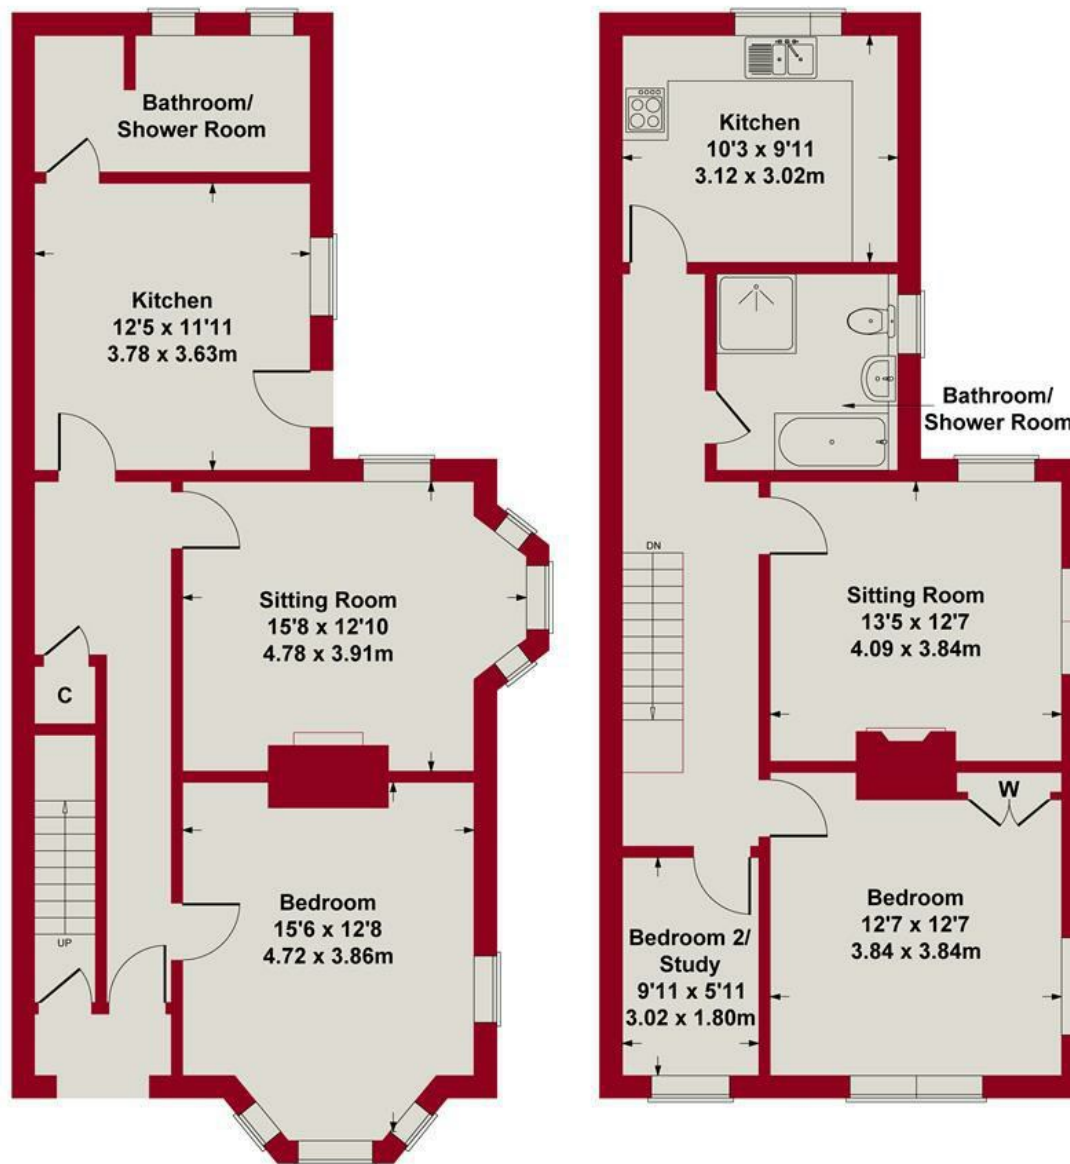 Bathroom/
Shower Room
Kitchen
12'5 x 11'11
3.78 x 3.63m
Sitting Room
15'8 x 12'10
4.78 x 3.91m
C
UP
Bedroom
15'6 x 12'8
4.72 x 3.86m
Kitchen
10'3 x 9'11
3.12 x 3.02m
Bathroom/
Shower Room
DN
Sitting Room
13'5 x 12'7
4.09 x 3.84m
W
Bedroom
12'7 x 12'7
3.84 x 3.84m
Bedroom 2/
Study
9'11 x 5'11
3.02 x 1.80m